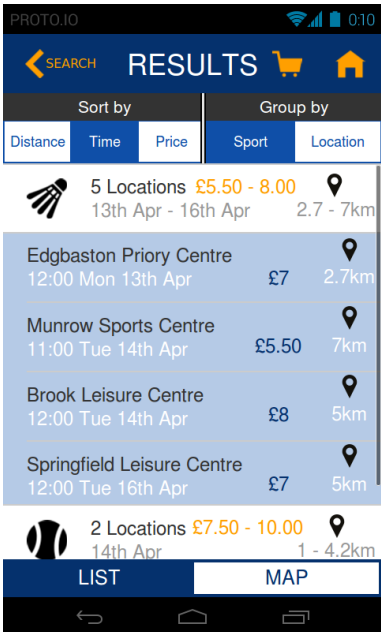 PROTO.IO 0:10
SEARCH RESULTS
Sort by Group by
Distance Time Price Sport Location
5 Locations £5.50 - 8.00
13th Apr - 16th Apr 2.7 - 7km
Edgbaston Priory Centre
12:00 Mon 13th Apr £7 2.7km
Munrow Sports Centre
11:00 Tue 14th Apr £5.50 7km
Brook Leisure Centre
12:00 Tue 14th Apr £8 5km
Springfield Leisure Centre
12:00 Tue 16th Apr £7 5km
2 Locations £7.50 - 10.00
14th Apr 1 - 4.2km
LIST MAP